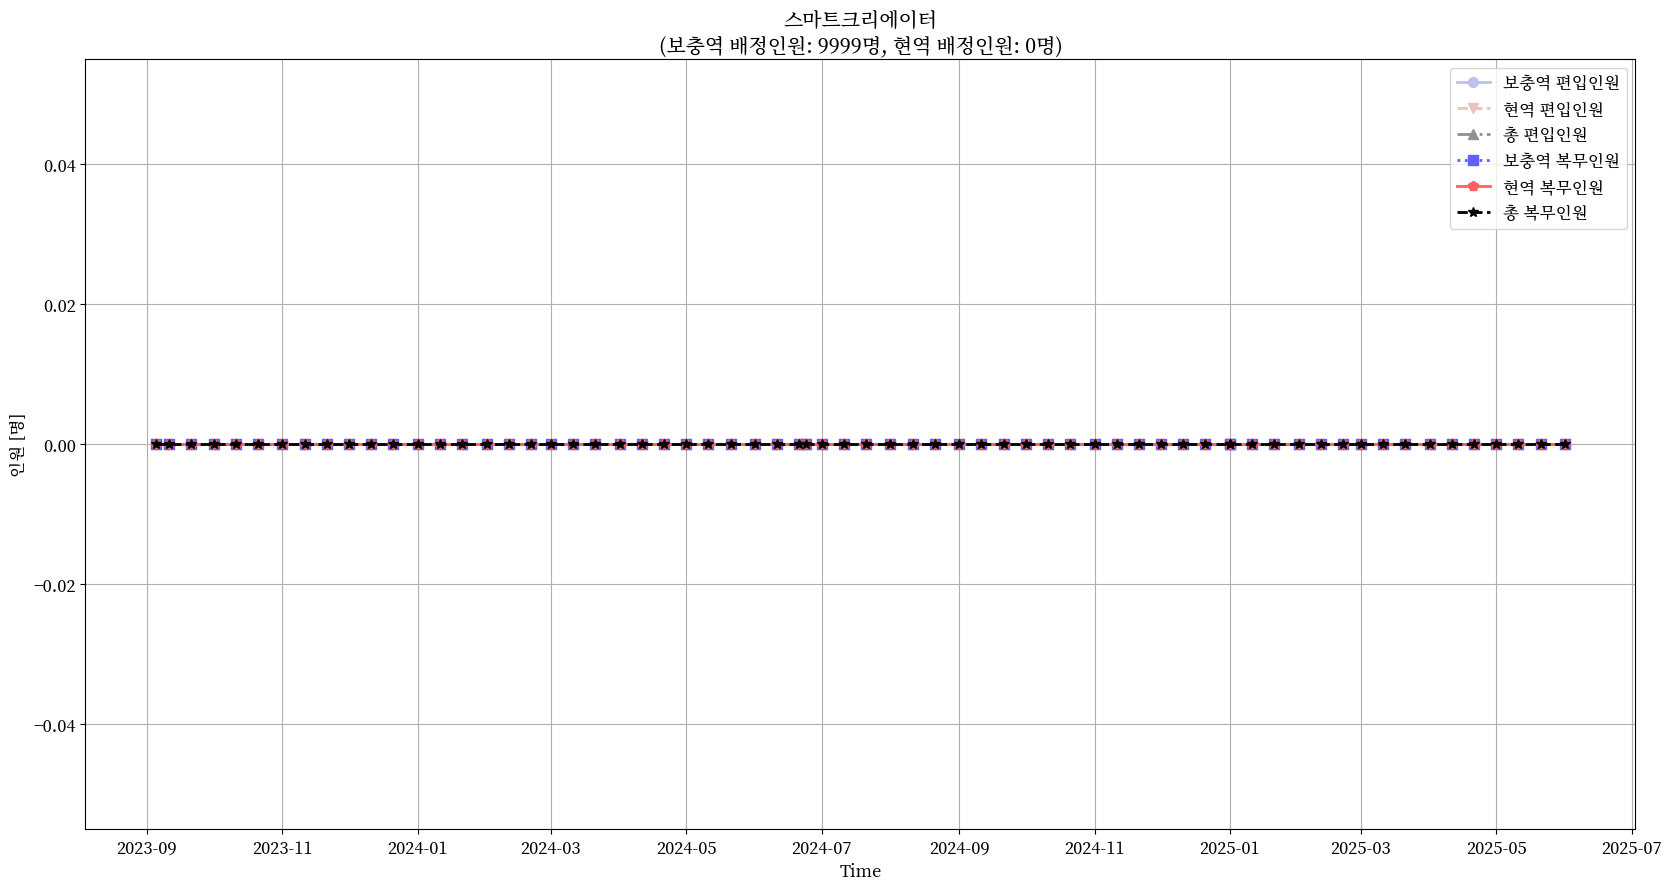 스마트크리에이터
(보충역 배정인원: 9999명, 현역 배정인원: 0명)
보충역 편입인원
현역 편입인원
총 편입인원
보충역 복무인원
현역 복무인원
총 복무인원
인원 [명]
0.04
0.02
0.00
−0.02
−0.04
2023-09 2023-11 2024-01 2024-03 2024-05 2024-07 2024-09 2024-11 2025-01 2025-03 2025-05 2025-07
Time